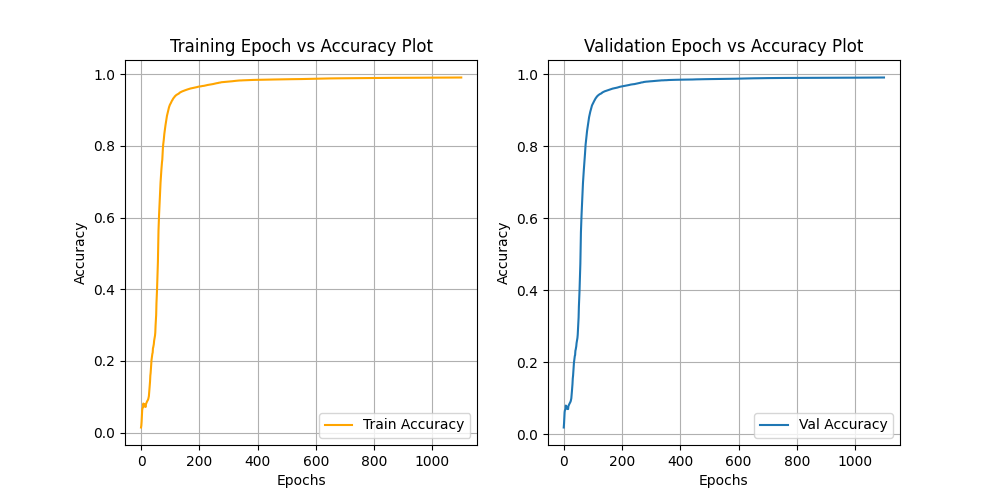 Training Epoch vs Accuracy Plot
1.0
0.8
0.6
0.4
0.2
0.0
Accuracy
0 200 400 600 800 1000
Epochs
Train Accuracy
Validation Epoch vs Accuracy Plot
1.0
0.8
0.6
0.4
0.2
0.0
Accuracy
0 200 400 600 800 1000
Epochs
Val Accuracy